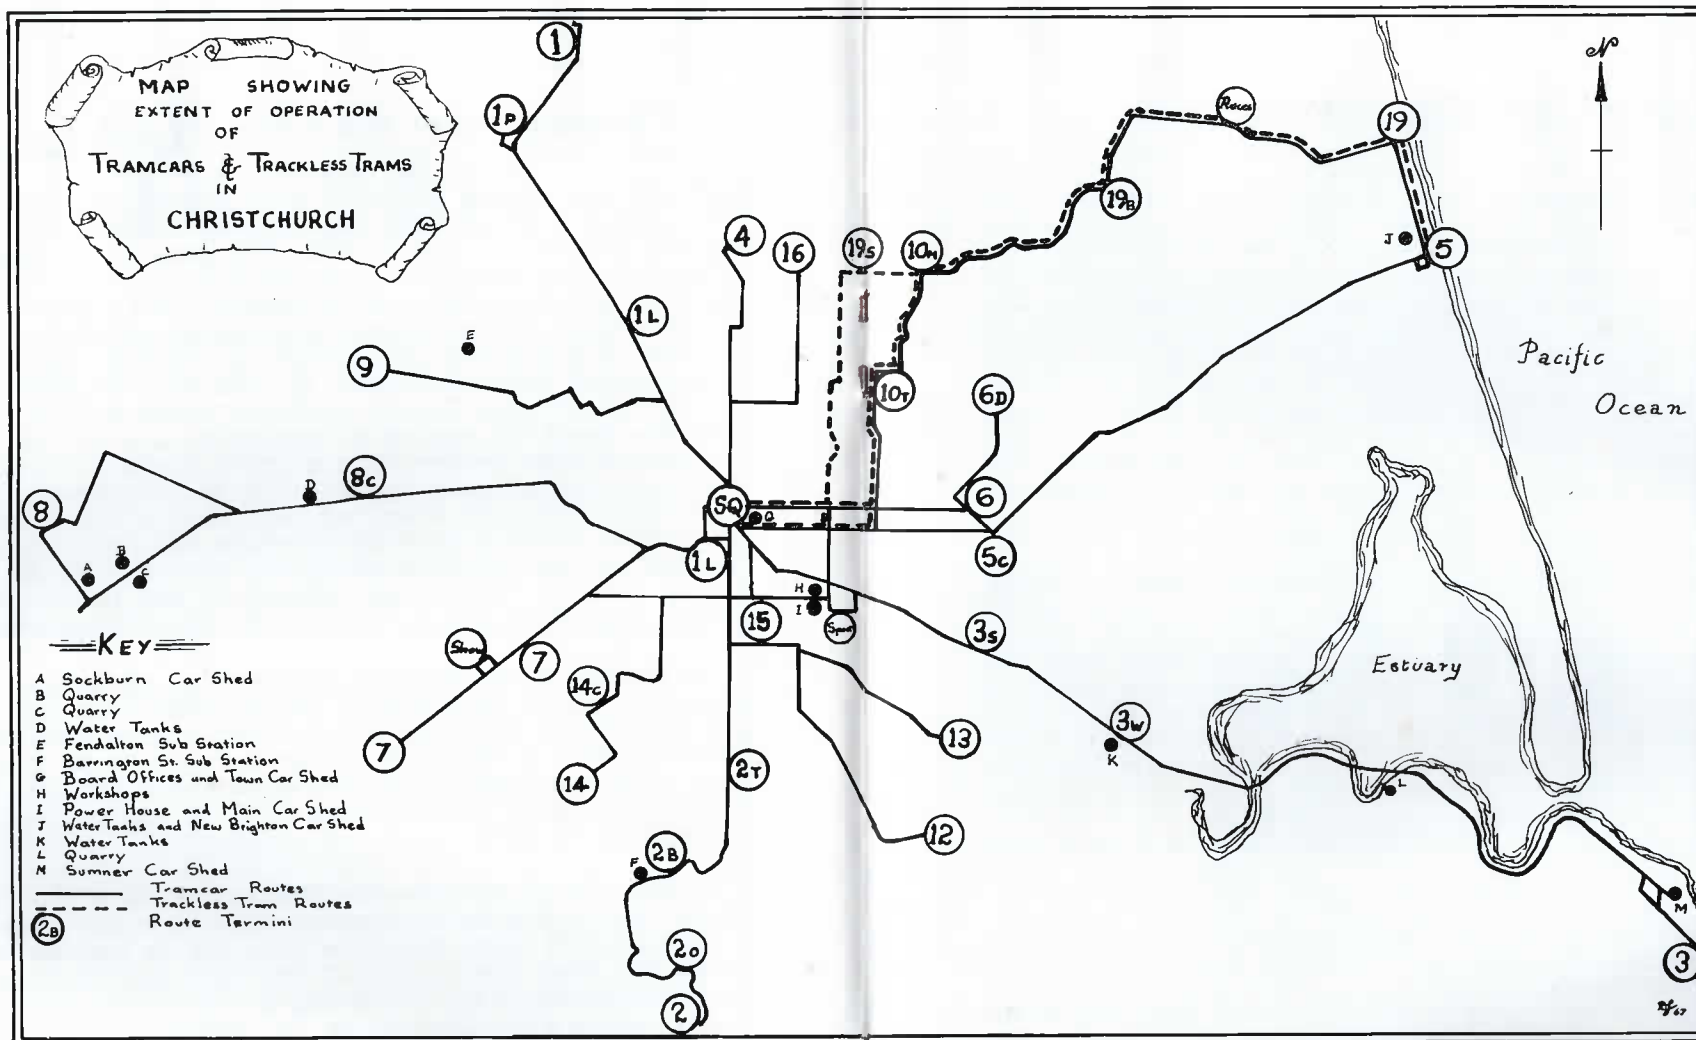 MAP SHOWING
EXTENT OF OPERATION
OF
TRAMCARS & TRACKLESS TRAMS
IN
CHRISTCHURCH
N
1
1P
Races
19
19B
4
16
19S
10M
J
5
1L
E
9
10T
6D
Pacific
Ocean
8
D
8C
SQ
G
6
5C
1L
A
B
C
H
I
15
Sport
3S
Estuary
Show
7
14C
7
14
13
3W
K
2T
L
12
F
2B
M
2O
2
3
KEY
A Sockburn Car Shed
B Quarry
C Quarry
D Water Tanks
E Fendalton Sub Station
F Barrington St. Sub Station
G Board Offices and Town Car Shed
H Workshops
I Power House and Main Car Shed
J Water Tanks and New Brighton Car Shed
K Water Tanks
L Quarry
M Sumner Car Shed
Tramcar Routes
Trackless Tram Routes
2B Route Termini